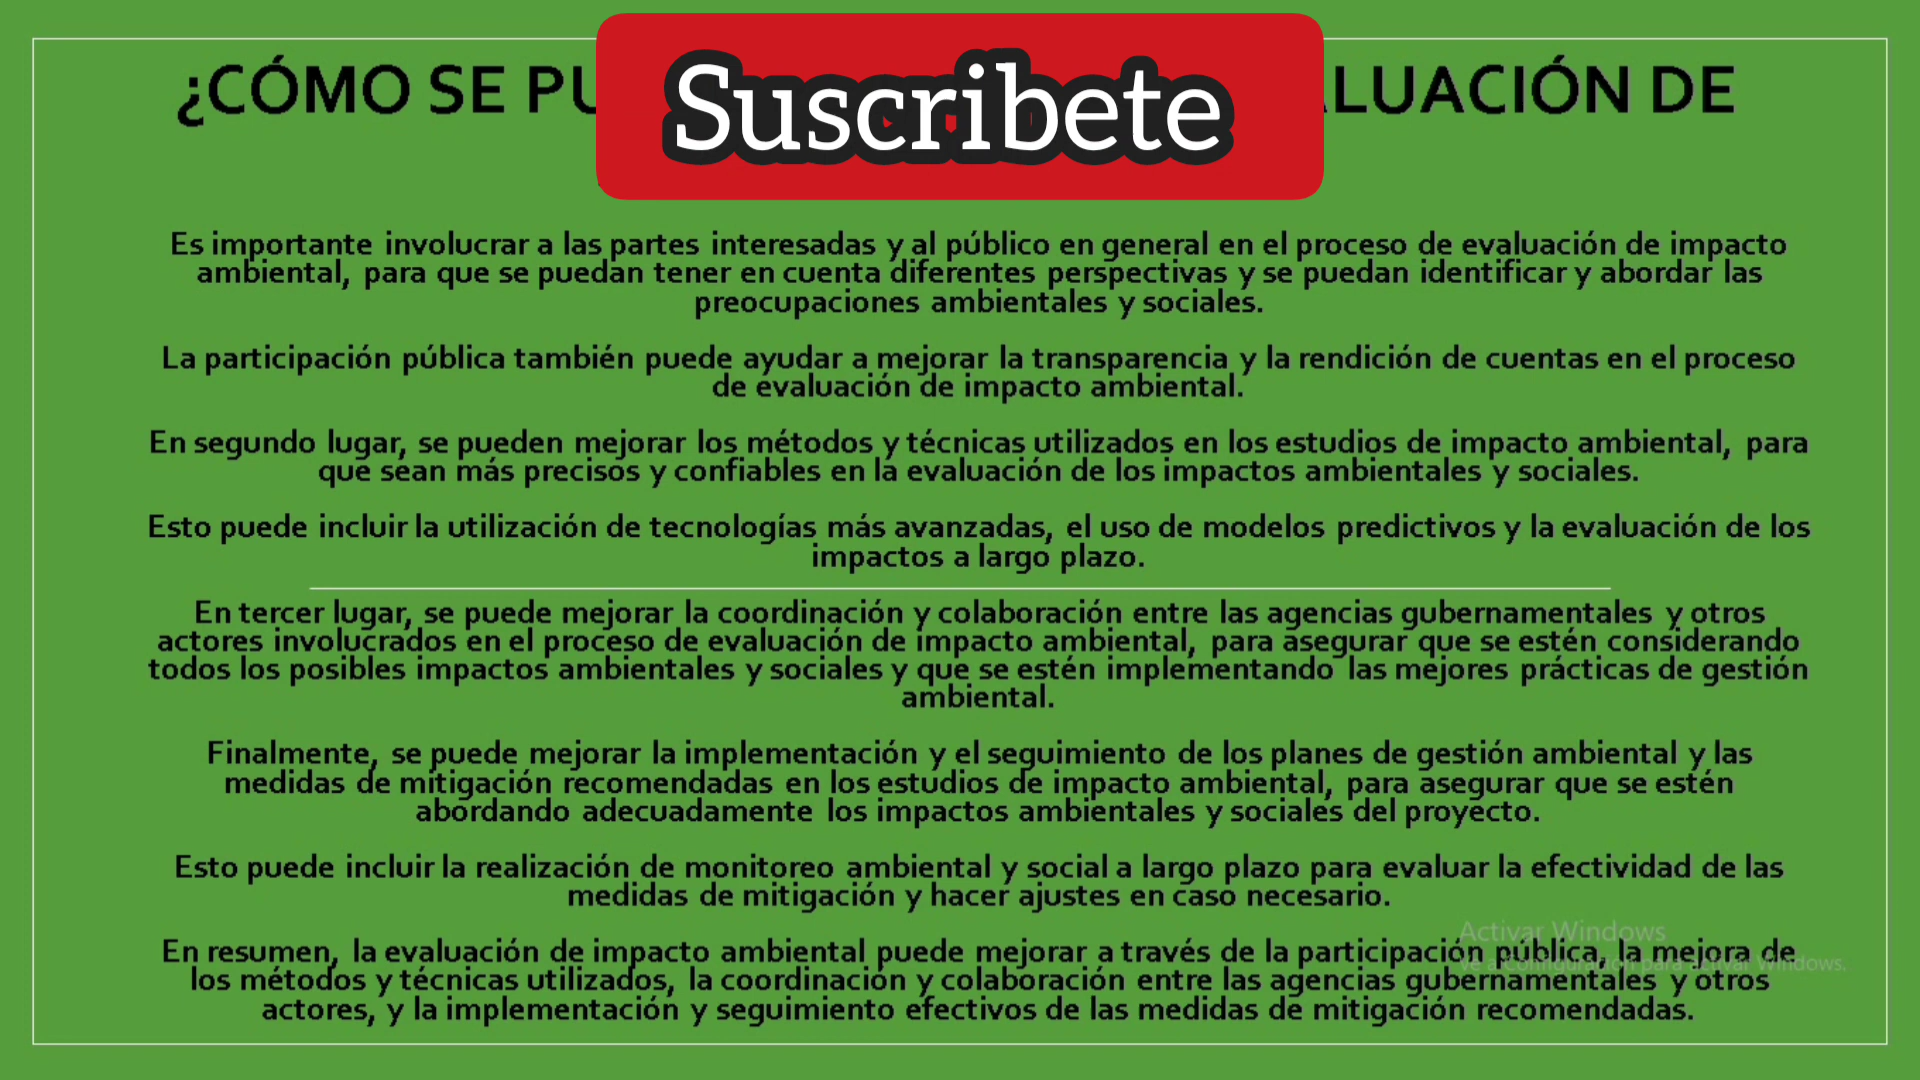 ¿CÓMO SE LUACIÓN DE
Suscribete
Es importante involucrar a las partes interesadas y al público en general en el proceso de evaluación de impacto
ambiental, para que se puedan tener en cuenta diferentes perspectivas y se puedan identificar y abordar las
preocupaciones ambientales y sociales.
La participación pública también puede ayudar a mejorar la transparencia y la rendición de cuentas en el proceso
de evaluación de impacto ambiental.
En segundo lugar, se pueden mejorar los métodos y técnicas utilizados en los estudios de impacto ambiental, para
que sean más precisos y confiables en la evaluación de los impactos ambientales y sociales.
Esto puede incluir la utilización de tecnologías más avanzadas, el uso de modelos predictivos y la evaluación de los
impactos a largo plazo.
En tercer lugar, se puede mejorar la coordinación y colaboración entre las agencias gubernamentales y otros
actores involucrados en el proceso de evaluación de impacto ambiental, para asegurar que se estén considerando
todos los posibles impactos ambientales y sociales y que se estén implementando las mejores prácticas de gestión
ambiental.
Finalmente, se puede mejorar la implementación y el seguimiento de los planes de gestión ambiental y las
medidas de mitigación recomendadas en los estudios de impacto ambiental, para asegurar que se estén
abordando adecuadamente los impactos ambientales y sociales del proyecto.
Esto puede incluir la realización de monitoreo ambiental y social a largo plazo para evaluar la efectividad de las
medidas de mitigación y hacer ajustes en caso necesario.
En resumen, la evaluación de impacto ambiental puede mejorar a través de la participación pública, la mejora de
los métodos y técnicas utilizados, la coordinación y colaboración entre las agencias gubernamentales y otros
actores, y la implementación y seguimiento efectivos de las medidas de mitigación recomendadas.
Activar Windows
Ve a Configuración para activar Windows.